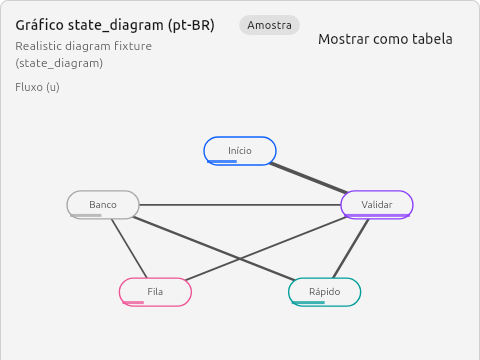 Gráfico state_diagram (pt-BR)
Amostra
Mostrar como tabela
Realistic diagram fixture
(state_diagram)
Fluxo (u)
Início
Banco
Validar
Fila
Rápido